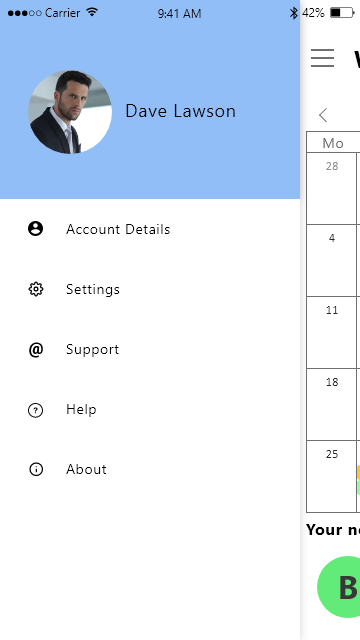 Carrier 9:41 AM 42%
Dave Lawson
Account Details
Settings
@ Support
Help
About
Mo
28
4
11
18
25
B